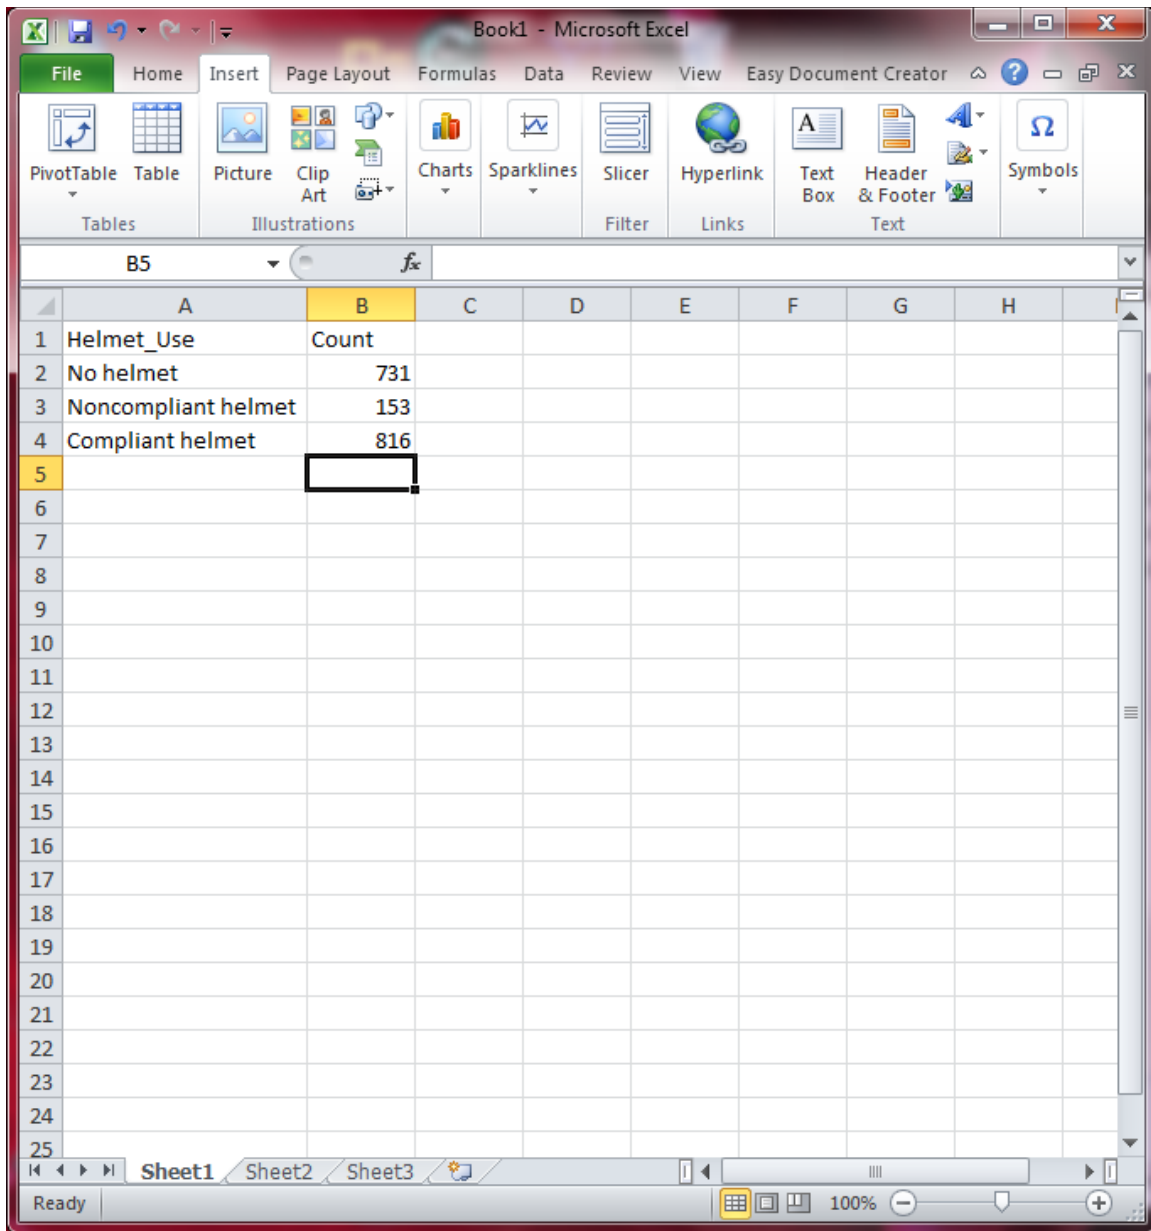 Book1 - Microsoft Excel
File Home Insert Page Layout Formulas Data Review View Easy Document Creator
PivotTable Table Picture Clip Art Charts Sparklines Slicer Hyperlink Text Box Header & Footer Symbols
Tables Illustrations Filter Links Text
B5 fx
A B C D E F G H
1 Helmet_Use Count
2 No helmet 731
3 Noncompliant helmet 153
4 Compliant helmet 816
5
6
7
8
9
10
11
12
13
14
15
16
17
18
19
20
21
22
23
24
25
Sheet1 Sheet2 Sheet3
Ready 100%